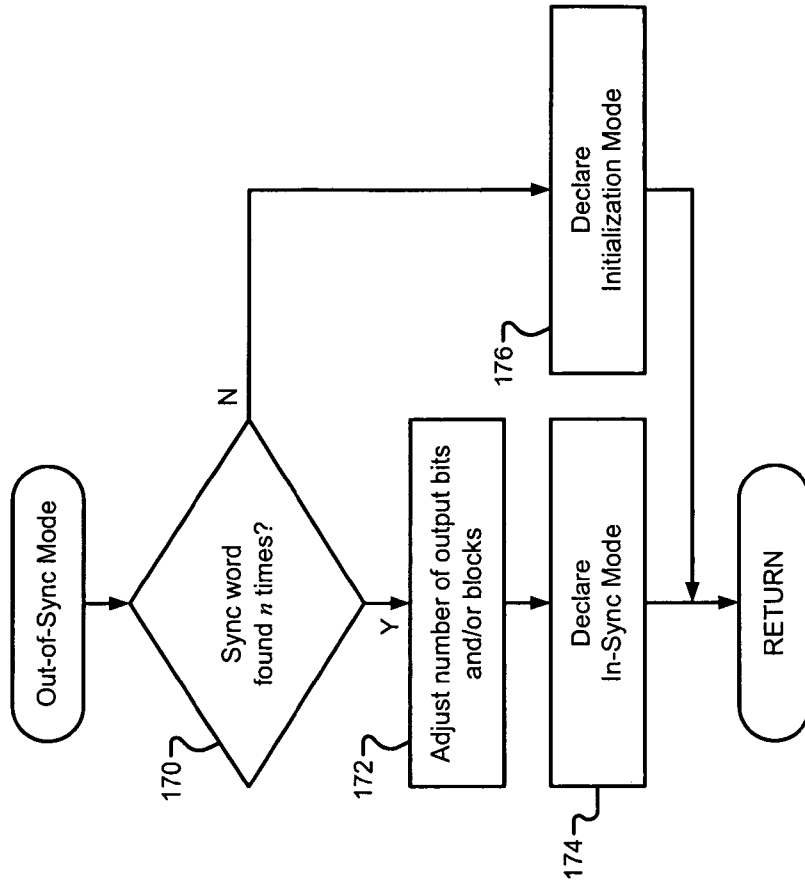 Out-of-Sync Mode
170
Sync word
found n times?
N
Y
172
Adjust number of output bits
and/or blocks
176
Declare
Initialization Mode
174
Declare
In-Sync Mode
RETURN